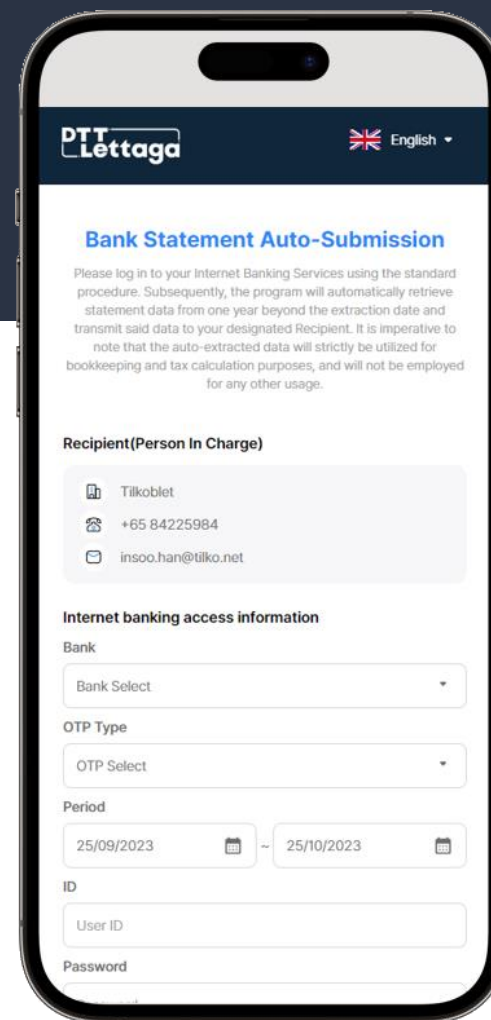 DTT
Lettaga
English
Bank Statement Auto-Submission
Please log in to your Internet Banking Services using the standard
procedure. Subsequently, the program will automatically retrieve
statement data from one year beyond the extraction date and
transmit said data to your designated Recipient. It is imperative to
note that the auto-extracted data will strictly be utilized for
bookkeeping and tax calculation purposes, and will not be employed
for any other usage.
Recipient(Person In Charge)
Tilkoblet
+65 84225984
insoo.han@tilko.net
Internet banking access information
Bank
Bank Select
OTP Type
OTP Select
Period
25/09/2023 ~ 25/10/2023
ID
User ID
Password